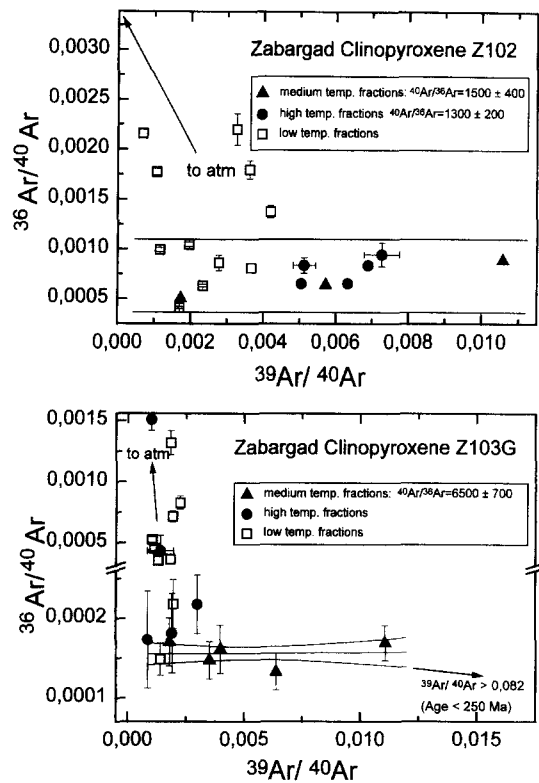 Zabargad Clinopyroxene Z102
▲ medium temp. fractions: ⁴⁰Ar/³⁶Ar=1500 ± 400
● high temp. fractions ⁴⁰Ar/³⁶Ar=1300 ± 200
□ low temp. fractions
to atm
³⁶Ar/⁴⁰Ar
0,0030
0,0025
0,0020
0,0015
0,0010
0,0005
0,000 0,002 0,004 0,006 0,008 0,010
³⁹Ar/ ⁴⁰Ar
Zabargad Clinopyroxene Z103G
▲ medium temp. fractions: ⁴⁰Ar/³⁶Ar=6500 ± 700
● high temp. fractions
□ low temp. fractions
to atm
³⁶Ar/⁴⁰Ar
0,0015
0,0010
0,0005
0,0002
0,0001
³⁹Ar/ ⁴⁰Ar > 0,082
(Age < 250 Ma)
0,000 0,005 0,010 0,015
³⁹Ar/ ⁴⁰Ar